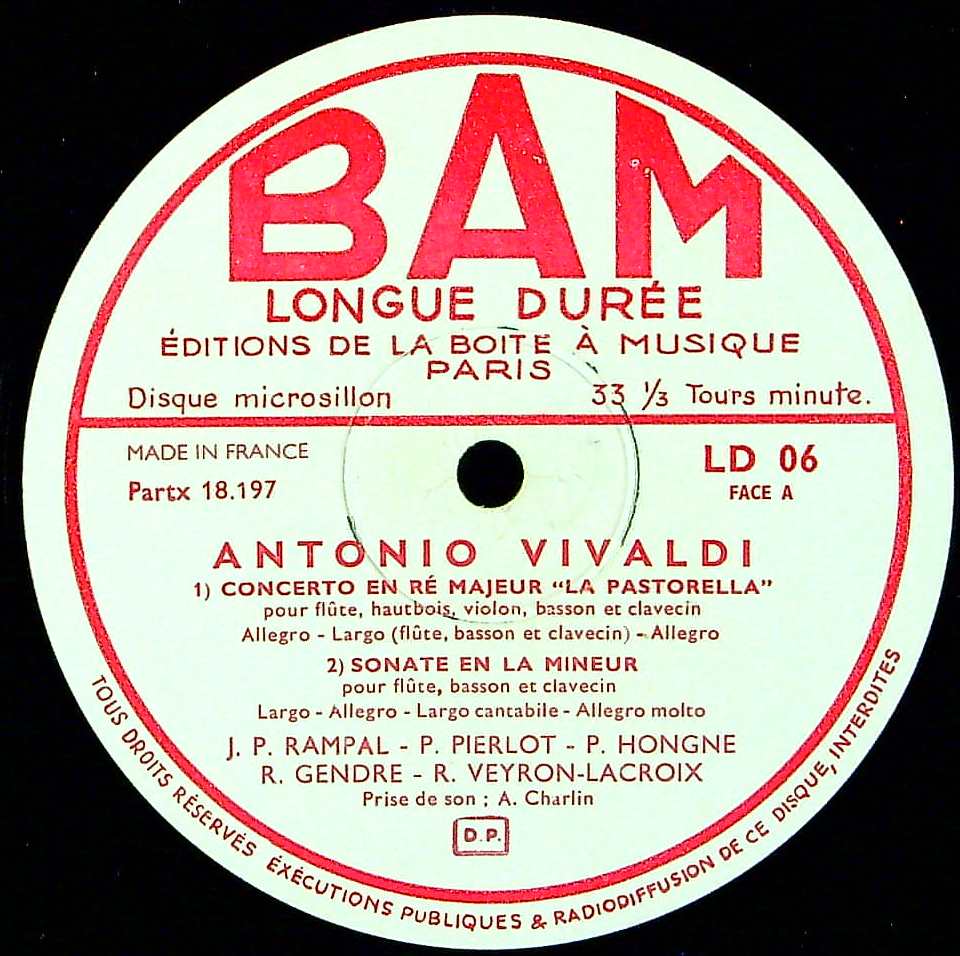 BAM
LONGUE DURÉE
ÉDITIONS DE LA BOITE À MUSIQUE
PARIS
Disque microsillon 33 1/3 Tours minute.
MADE IN FRANCE LD 06
Partx 18.197 FACE A
ANTONIO VIVALDI
1) CONCERTO EN RÉ MAJEUR “LA PASTORELLA”
pour flûte, hautbois, violon, basson et clavecin
Allegro - Largo (flûte, basson et clavecin) - Allegro
2) SONATE EN LA MINEUR
pour flûte, basson et clavecin
Largo - Allegro - Largo cantabile - Allegro molto
J. P. RAMPAL - P. PIERLOT - P. HONGNE
R. GENDRE - R. VEYRON-LACROIX
Prise de son ; A. Charlin
D.P.
TOUS DROITS RÉSERVÉS ÉXÉCUTIONS PUBLIQUES & RADIODIFFUSION DE CE DISQUE, INTERDITES